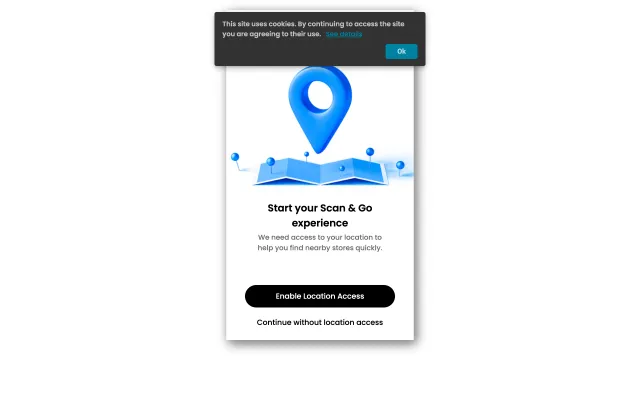 This site uses cookies. By continuing to access the site
you are agreeing to their use. See details
Ok
Start your Scan & Go
experience
We need access to your location to
help you find nearby stores quickly.
Enable Location Access
Continue without location access